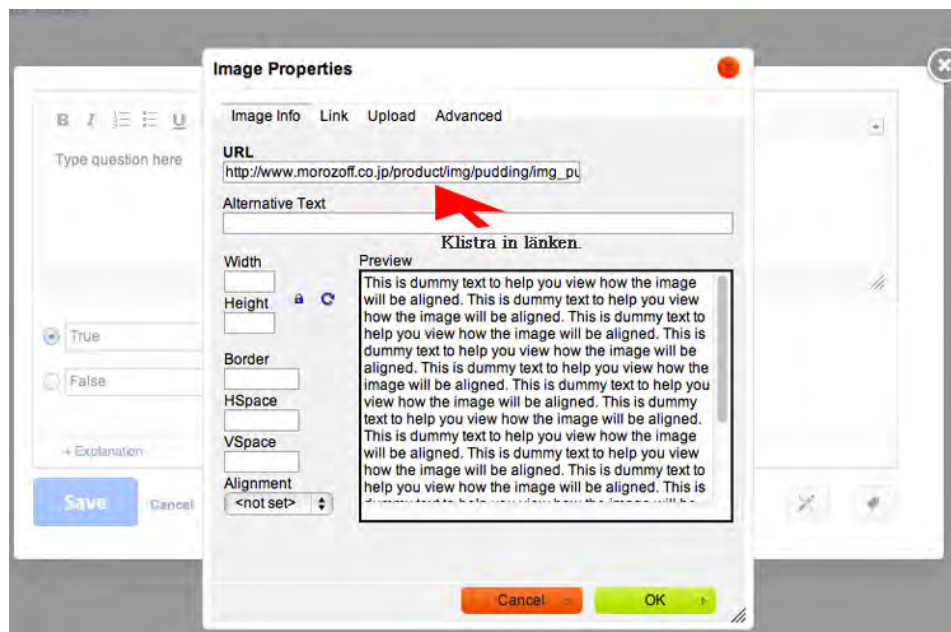 Image Properties
Image Info Link Upload Advanced
B I U
Type question here
URL
http://www.morozoff.co.jp/product/img/pudding/img_pu
Alternative Text
Klistra in länken.
Width
Height
Preview
This is dummy text to help you view how the image
will be aligned. This is dummy text to help you view
how the image will be aligned. This is dummy text to
help you view how the image will be aligned. This is
dummy text to help you view how the image will be
aligned. This is dummy text to help you view how the
image will be aligned. This is dummy text to help you
view how the image will be aligned. This is dummy
text to help you view how the image will be aligned.
This is dummy text to help you view how the image
will be aligned. This is dummy text to help you view
how the image will be aligned. This is dummy text to
help you view how the image will be aligned. This is
True
False
Border
HSpace
VSpace
Alignment
<not set>
+ Explanation
Save Cancel
Cancel OK